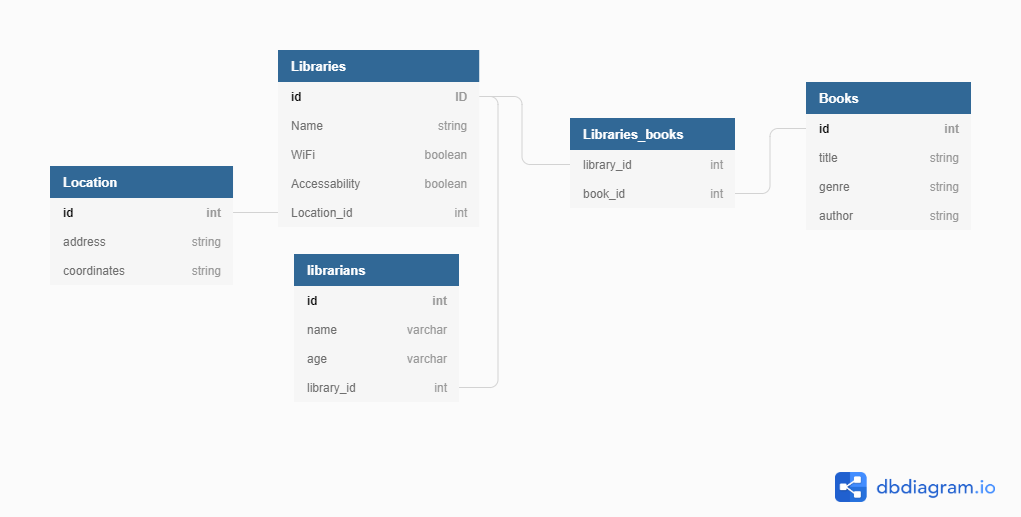 Libraries
id ID
Name string
WiFi boolean
Accessability boolean
Location_id int
Books
id int
title string
genre string
author string
Libraries_books
library_id int
book_id int
Location
id int
address string
coordinates string
librarians
id int
name varchar
age varchar
library_id int
dbdiagram.io